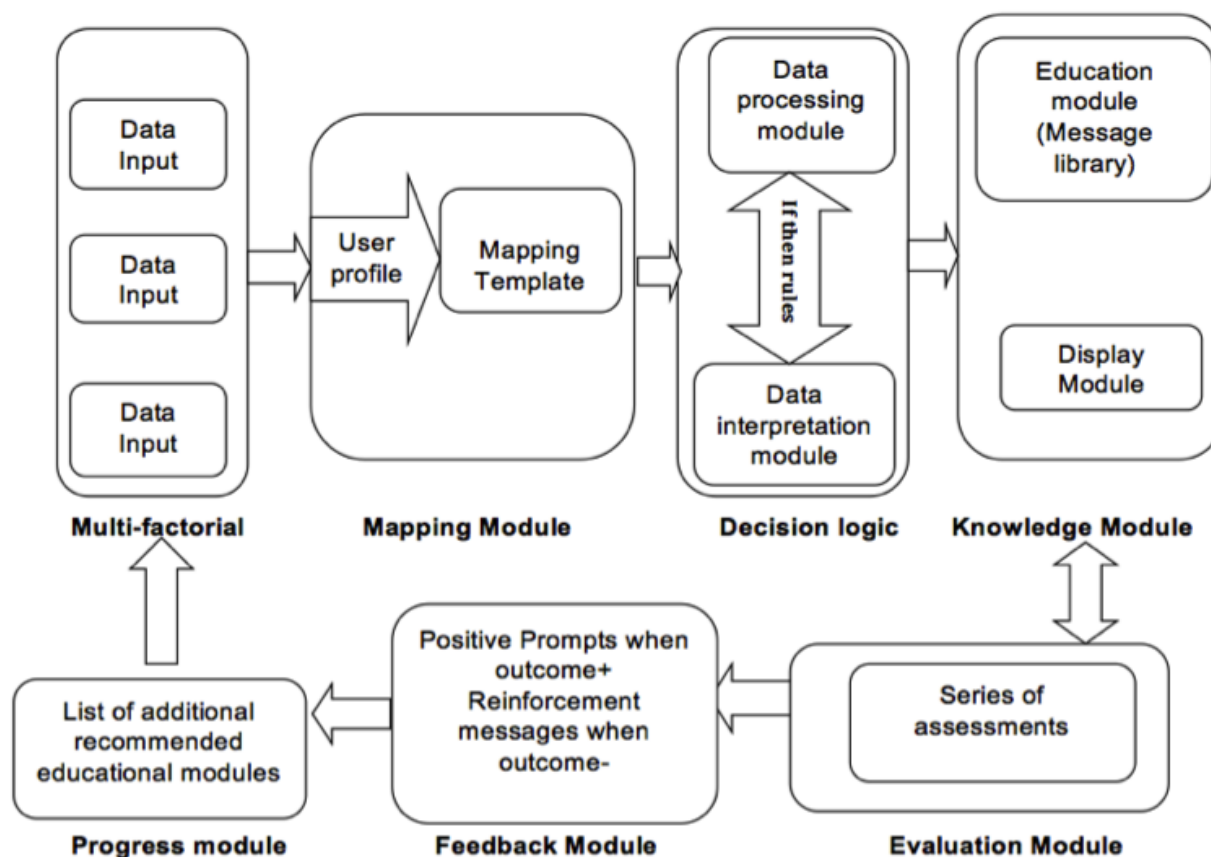 Data
Input
Data
Input
Data
Input
Multi-factorial
User
profile
Mapping
Template
Mapping Module
Data
processing
module
If then rules
Data
interpretation
module
Decision logic
Education
module
(Message
library)
Display
Module
Knowledge Module
List of additional
recommended
educational modules
Progress module
Positive Prompts when
outcome+
Reinforcement
messages when
outcome-
Feedback Module
Series of
assessments
Evaluation Module